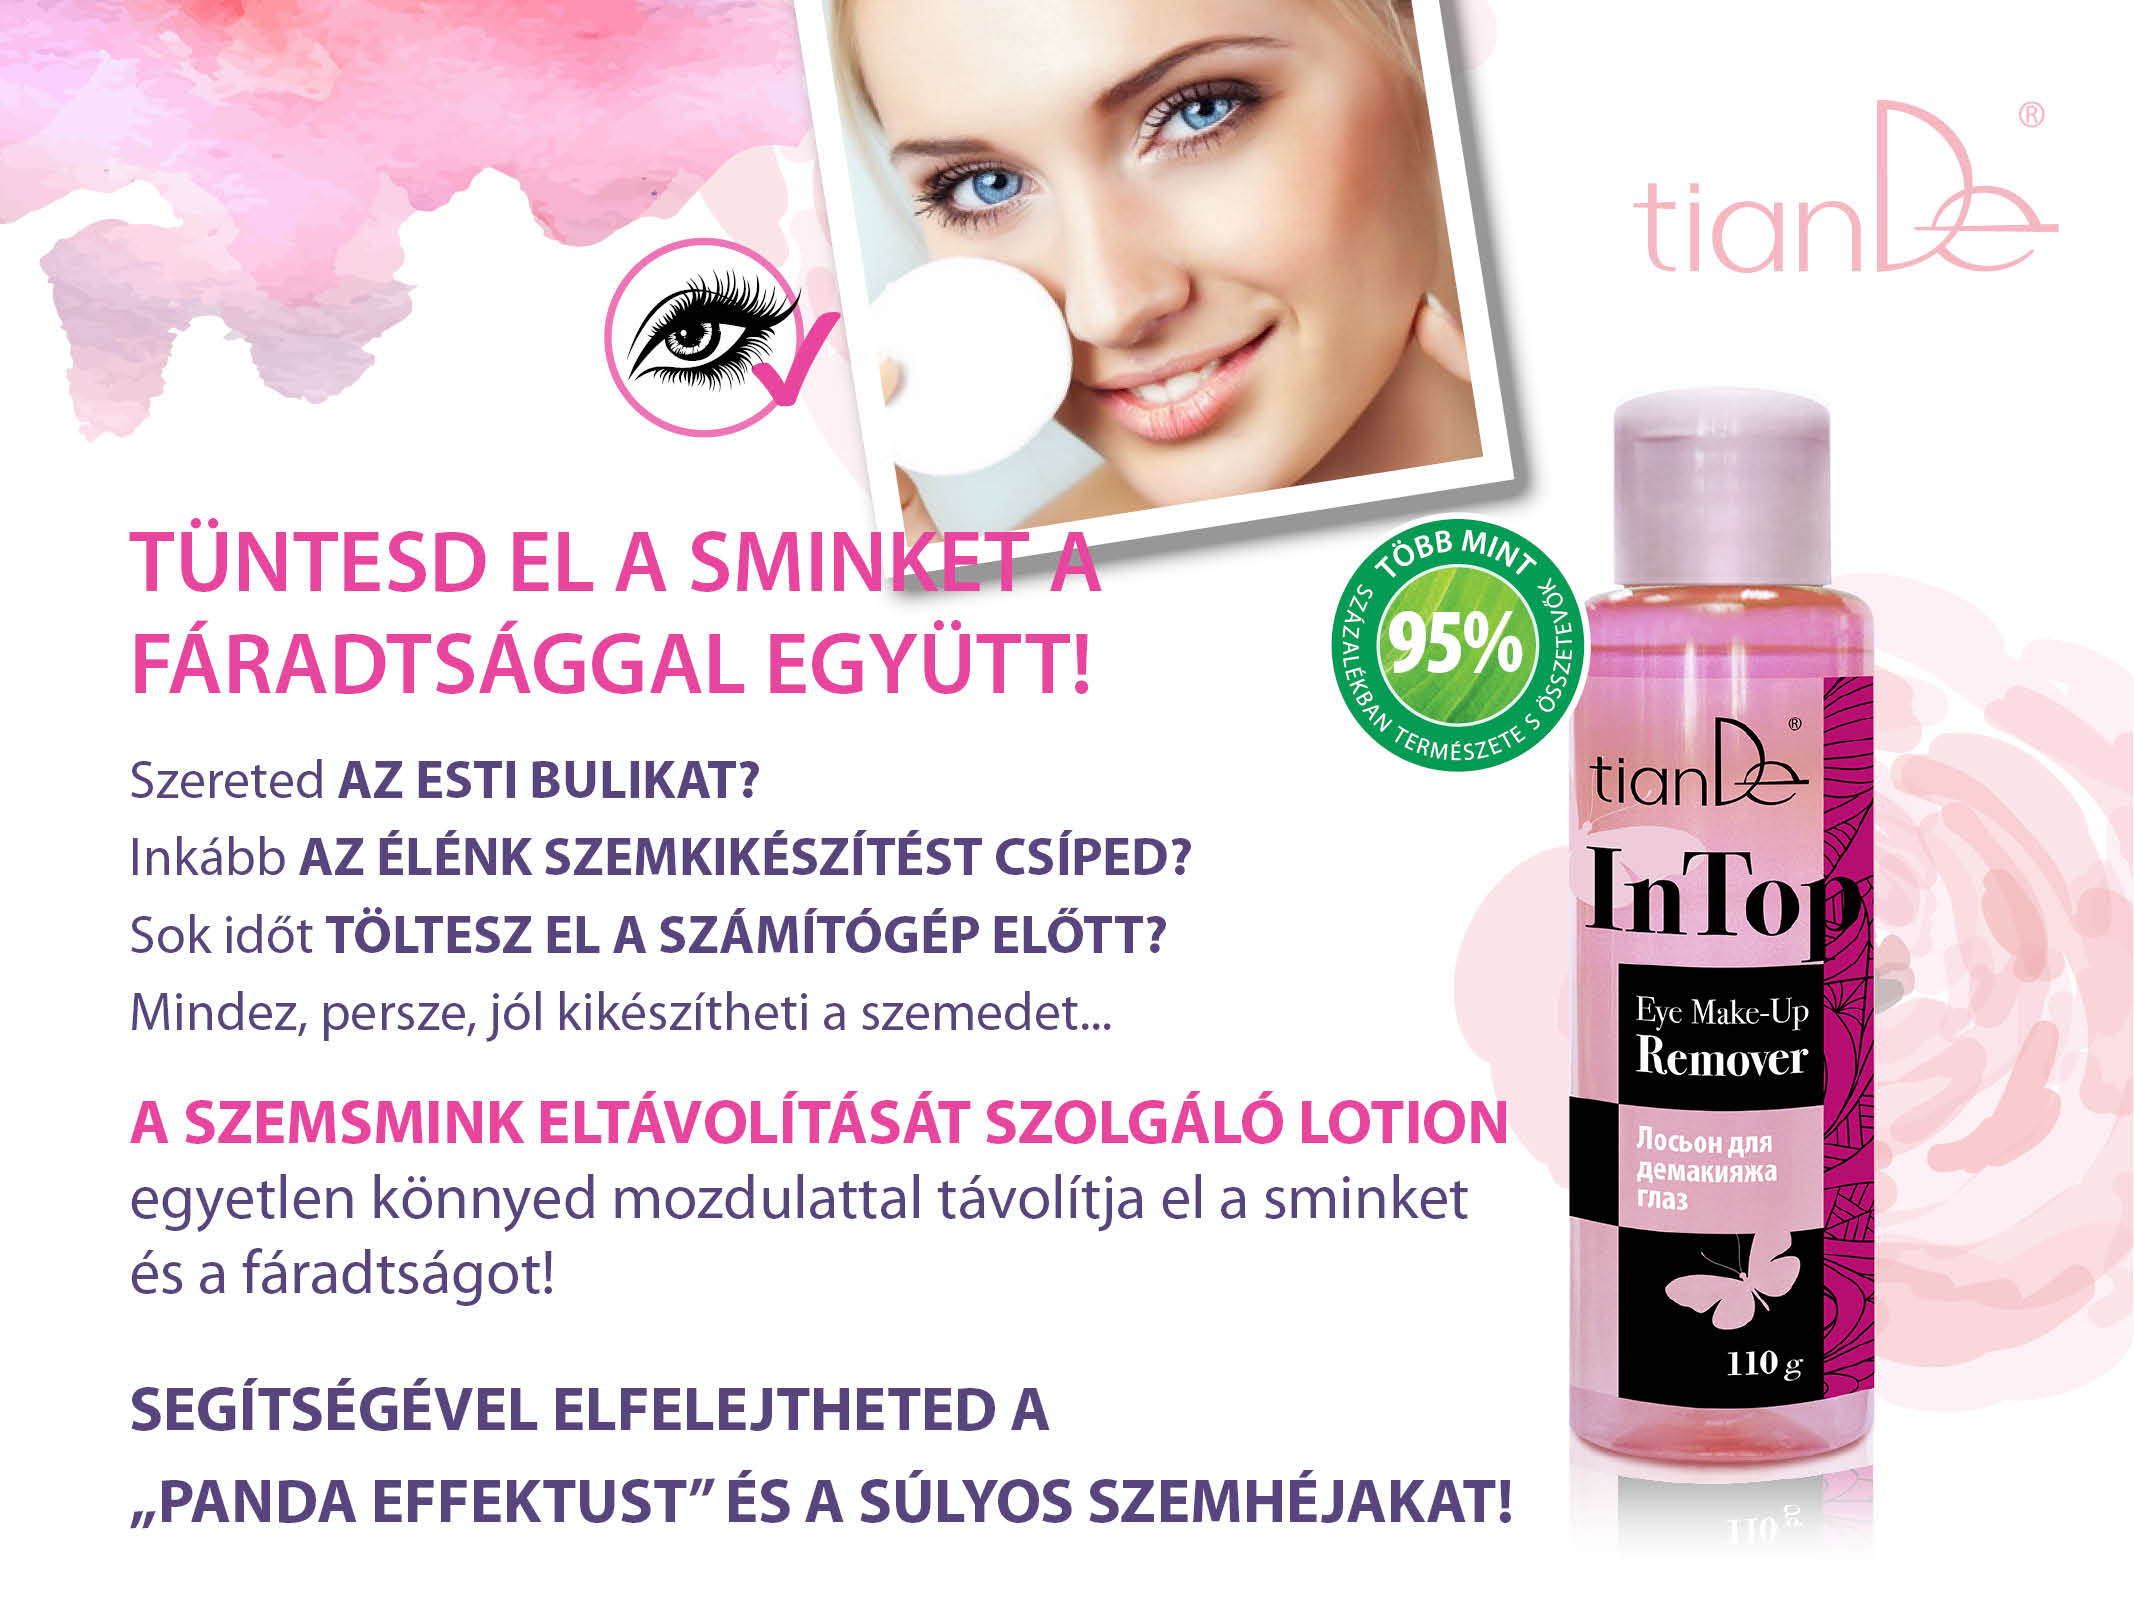 tianDe®
TÜNTESD EL A SMINKET A
FÁRADTSÁGGAL EGYÜTT!
TÖBB MINT
95%
SZÁZALÉKBAN TERMÉSZETE S ÖSSZETEVŐK
Szereted AZ ESTI BULIKAT?
Inkább AZ ÉLÉNK SZEMKIKÉSZÍTÉST CSÍPED?
Sok időt TÖLTESZ EL A SZÁMÍTÓGÉP ELŐTT?
Mindez, persze, jól kikészítheti a szemedet...
A SZEMSMINK ELTÁVOLÍTÁSÁT SZOLGÁLÓ LOTION
egyetlen könnyed mozdulattal távolítja el a sminket
és a fáradtságot!
SEGÍTSÉGÉVEL ELFELEJTHETED A
„PANDA EFFEKTUST” ÉS A SÚLYOS SZEMHÉJAKAT!
tianDe®
InTop
Eye Make-Up
Remover
Лосьон для
демакияжа
глаз
110 g